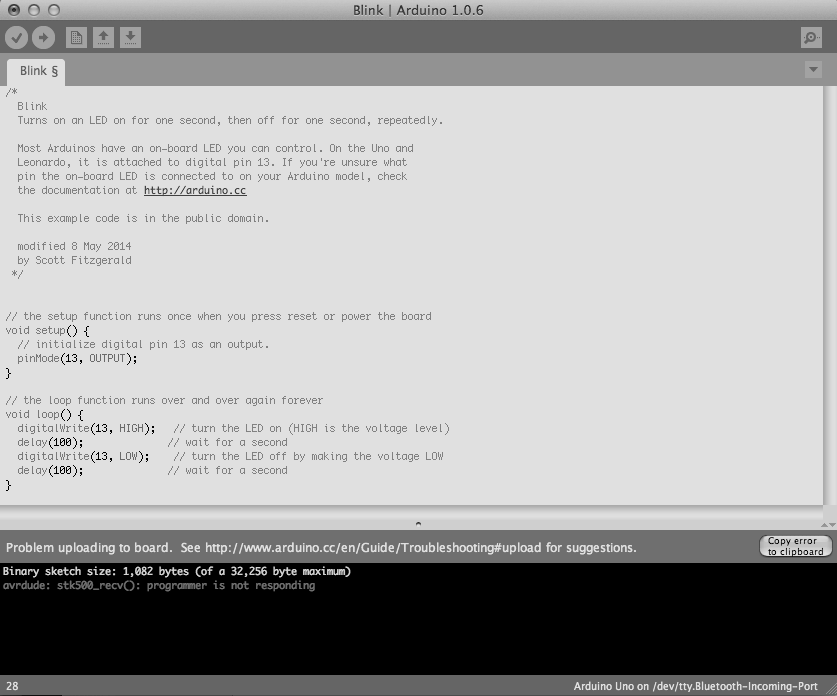 Blink | Arduino 1.0.6
Blink §
/*
  Blink
  Turns on an LED on for one second, then off for one second, repeatedly.

  Most Arduinos have an on-board LED you can control. On the Uno and
  Leonardo, it is attached to digital pin 13. If you're unsure what
  pin the on-board LED is connected to on your Arduino model, check
  the documentation at http://arduino.cc

  This example code is in the public domain.

  modified 8 May 2014
  by Scott Fitzgerald
 */

// the setup function runs once when you press reset or power the board
void setup() {
  // initialize digital pin 13 as an output.
  pinMode(13, OUTPUT);
}

// the loop function runs over and over again forever
void loop() {
  digitalWrite(13, HIGH);   // turn the LED on (HIGH is the voltage level)
  delay(100);              // wait for a second
  digitalWrite(13, LOW);    // turn the LED off by making the voltage LOW
  delay(100);              // wait for a second
}
Problem uploading to board.  See http://www.arduino.cc/en/Guide/Troubleshooting#upload for suggestions.
Copy error
to clipboard
Binary sketch size: 1,082 bytes (of a 32,256 byte maximum)
avrdude: stk500_recv(): programmer is not responding
28
Arduino Uno on /dev/tty.Bluetooth-Incoming-Port